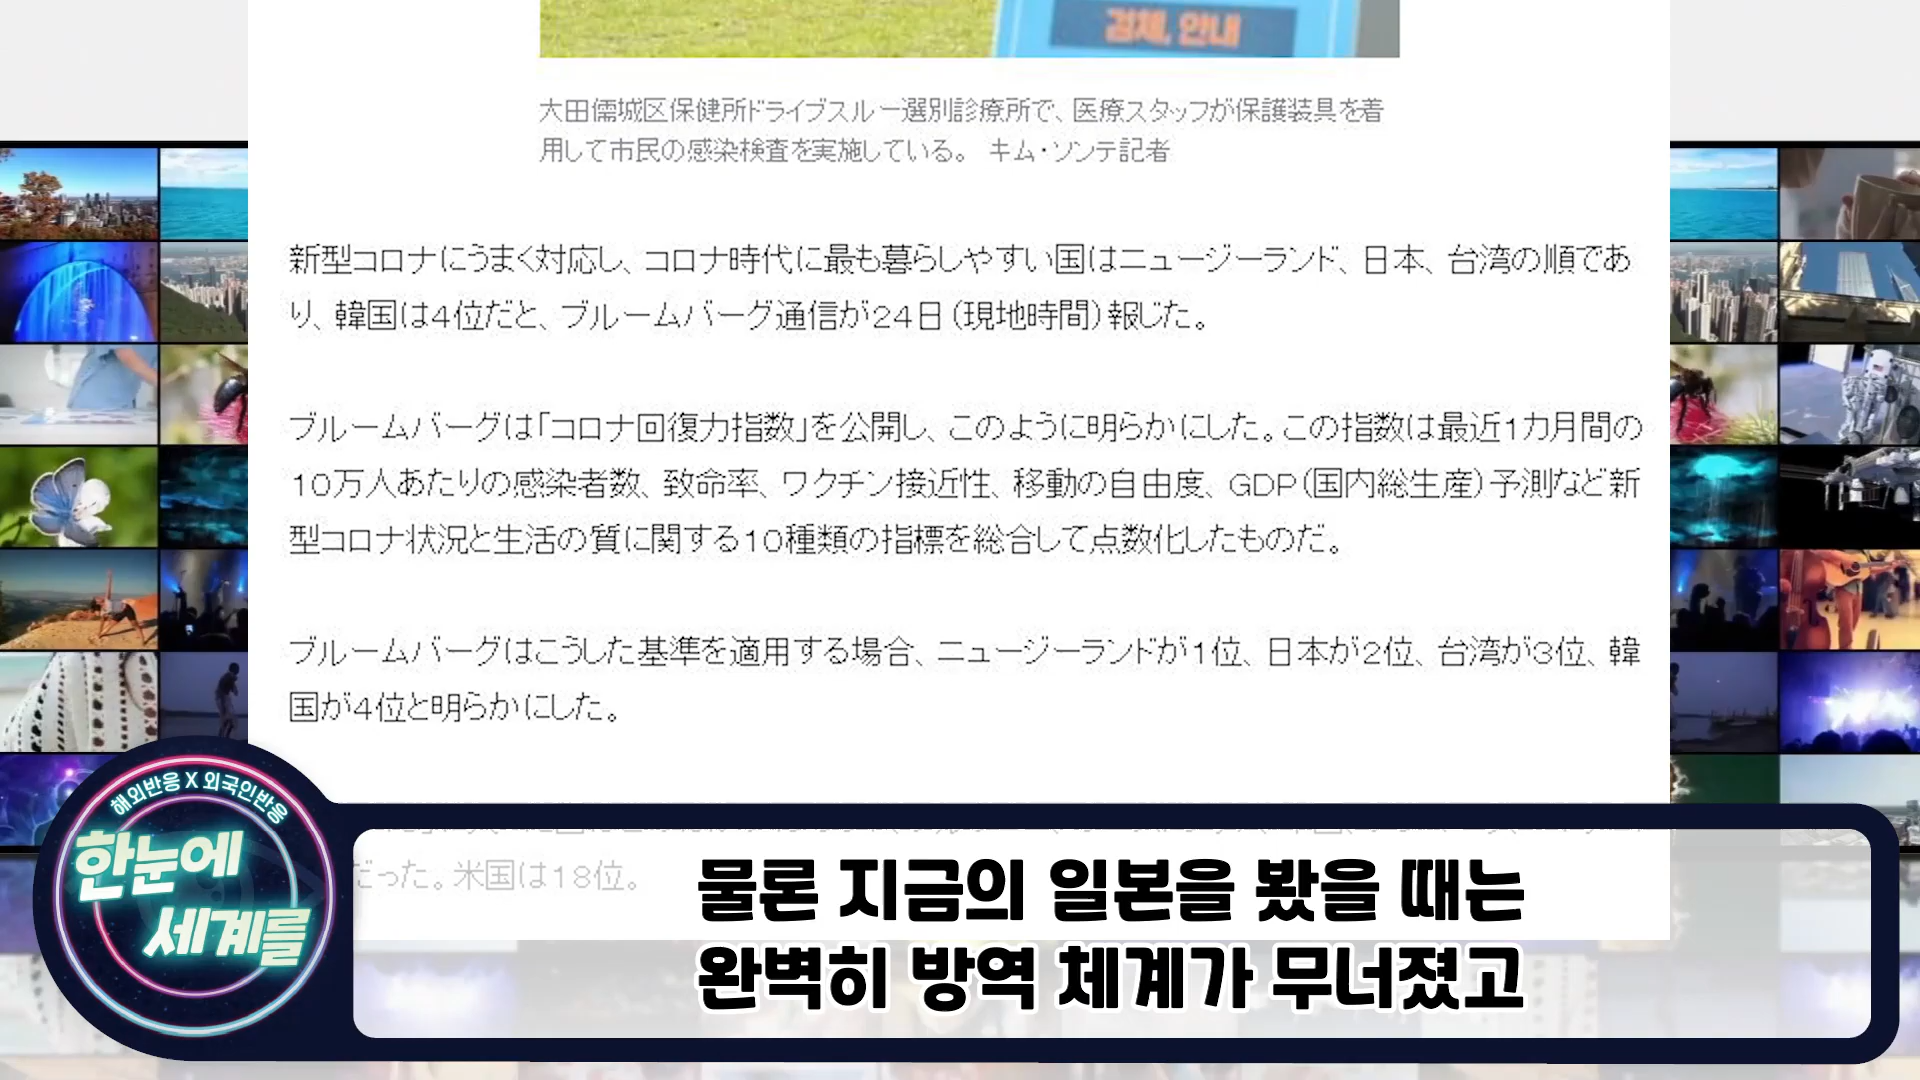 검체, 안내
大田儒城区保健所ドライブスルー選別診療所で、医療スタッフが保護装具を着
用して市民の感染検査を実施している。 キム・ソンテ記者
新型コロナにうまく対応し、コロナ時代に最も暮らしやすい国はニュージーランド、日本、台湾の順であ
り、韓国は4位だと、ブルームバーグ通信が24日(現地時間)報じた。
ブルームバーグは「コロナ回復力指数」を公開し、このように明らかにした。この指数は最近1カ月間の
10万人あたりの感染者数、致命率、ワクチン接近性、移動の自由度、GDP(国内総生産)予測など新
型コロナ状況と生活の質に関する10種類の指標を総合して点数化したものだ。
ブルームバーグはこうした基準を適用する場合、ニュージーランドが1位、日本が2位、台湾が3位、韓
国が4位と明らかにした。
だった。米国は18位。
해외반응 X 외국인반응
한눈에
세계를
물론 지금의 일본을 봤을 때는
완벽히 방역 체계가 무너졌고